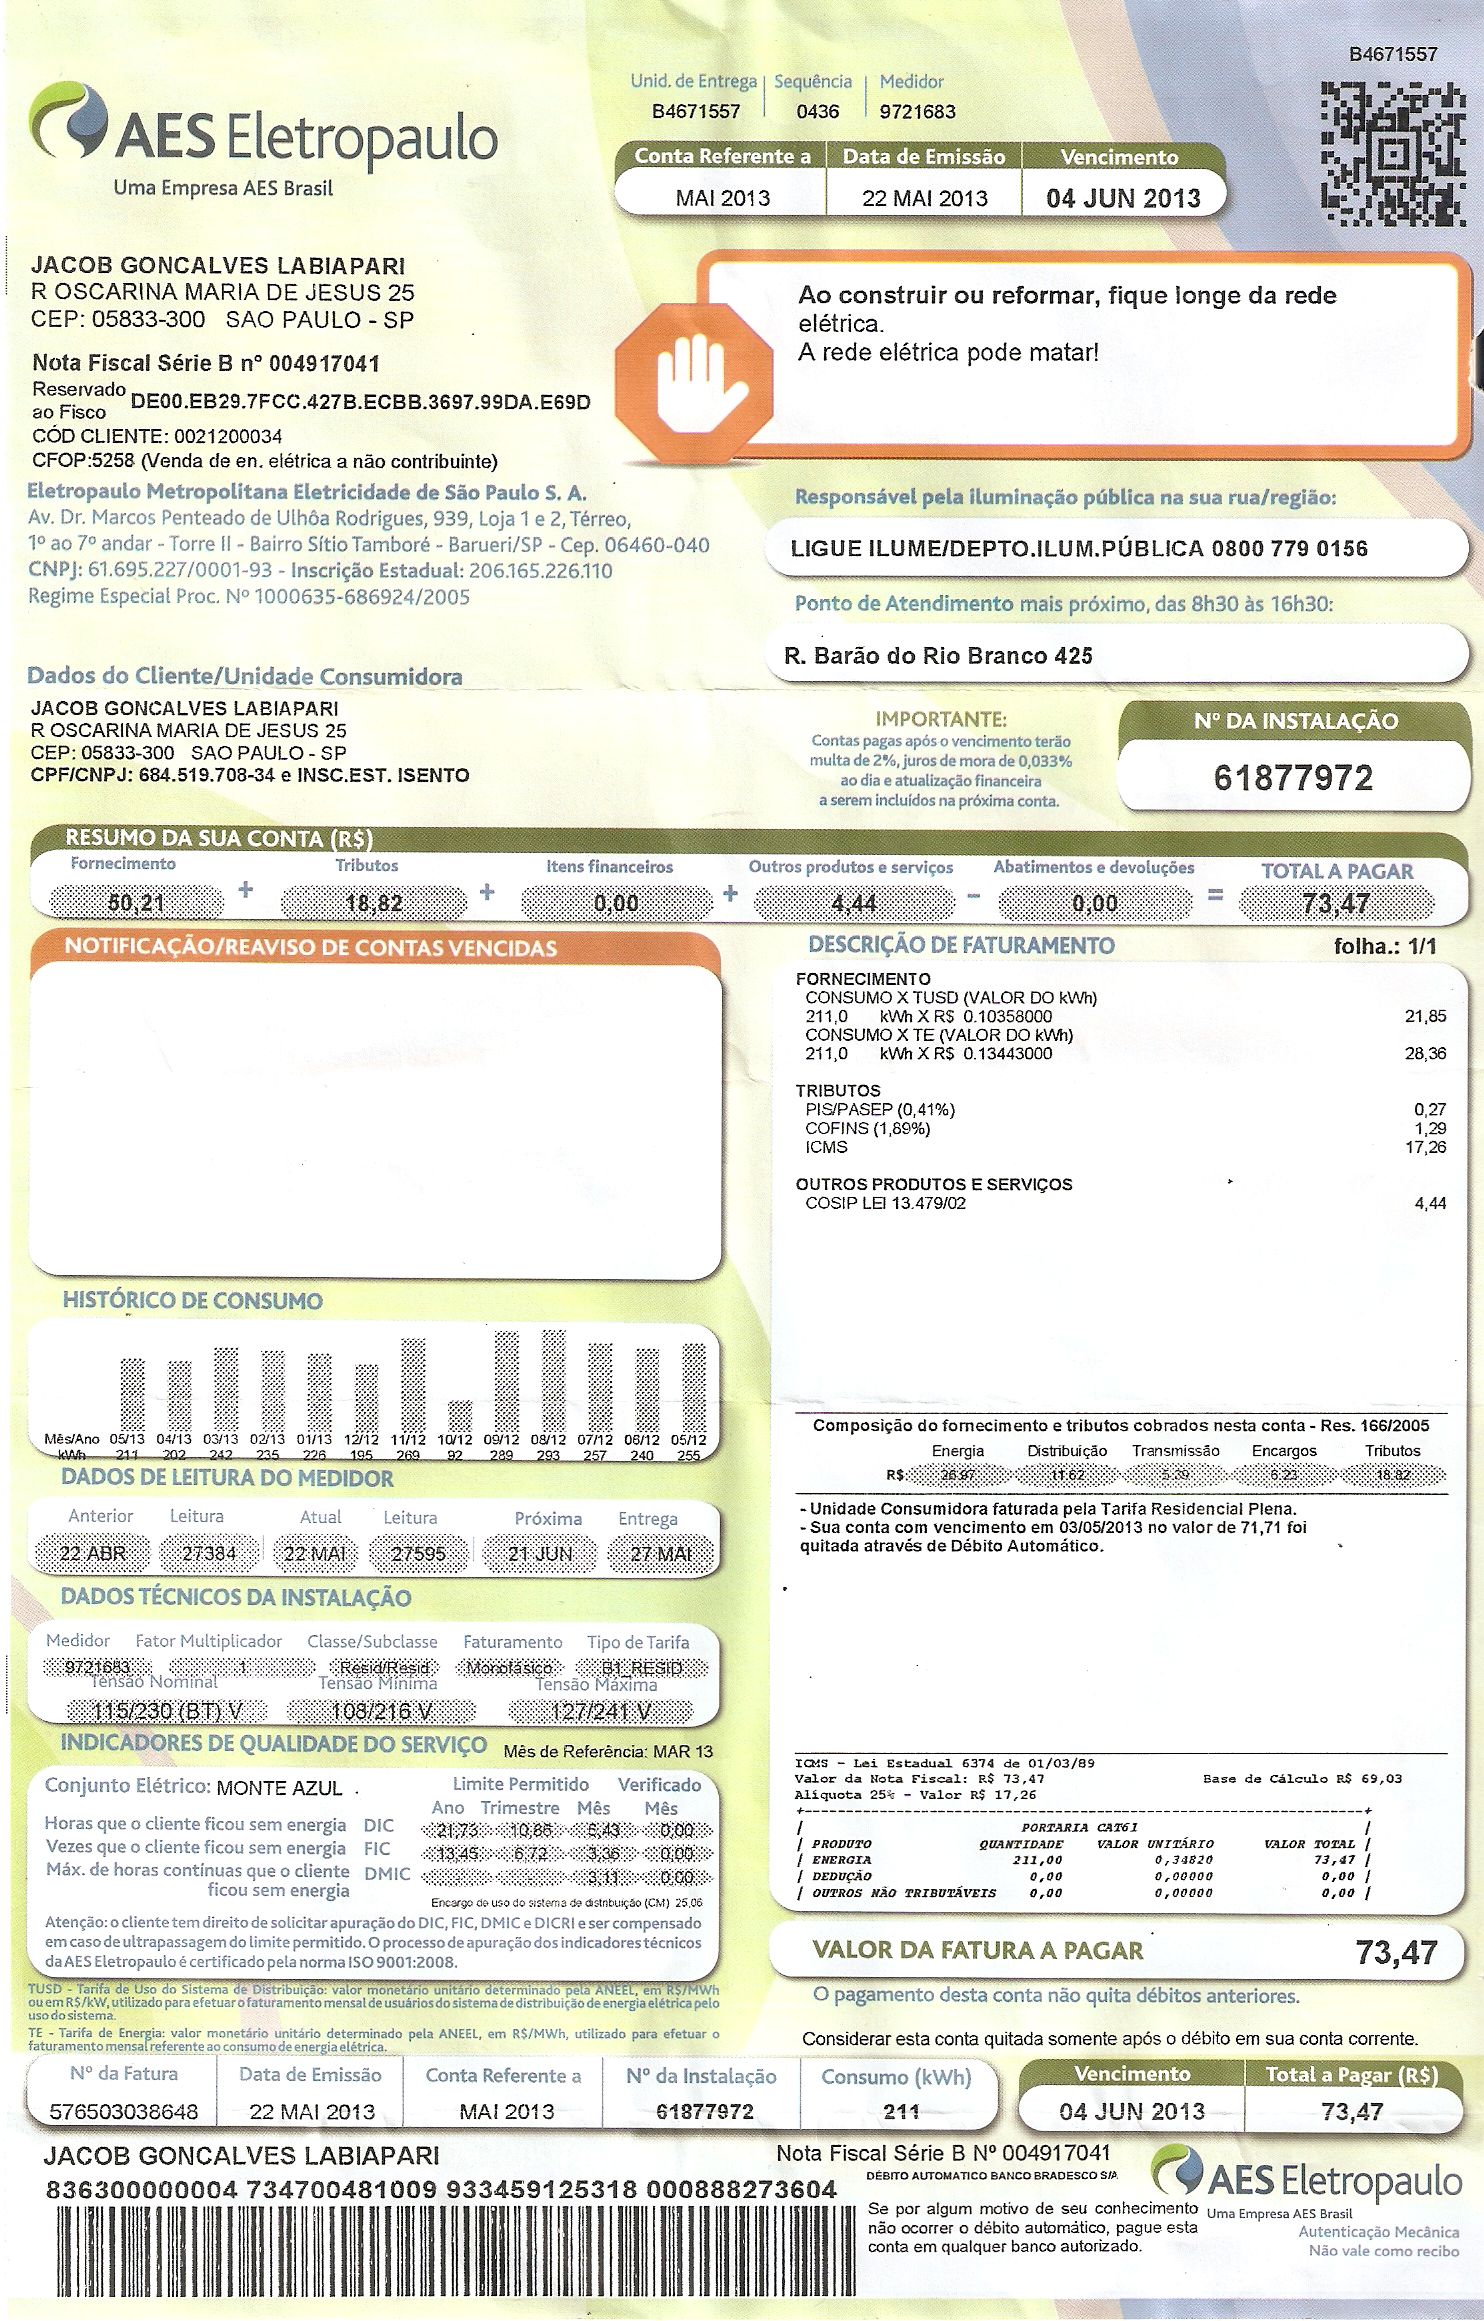 B4671557
AES Eletropaulo
Uma Empresa AES Brasil
Unid. de Entrega Sequência Medidor
B4671557 0436 9721683
Conta Referente a Data de Emissão Vencimento
MAI 2013 22 MAI 2013 04 JUN 2013
JACOB GONCALVES LABIAPARI
R OSCARINA MARIA DE JESUS 25
CEP: 05833-300 SAO PAULO - SP
Nota Fiscal Série B n° 004917041
Reservado ao Fisco DE00.EB29.7FCC.427B.ECBB.3697.99DA.E69D
CÓD CLIENTE: 0021200034
CFOP:5258 (Venda de en. elétrica a não contribuinte)
Eletropaulo Metropolitana Eletricidade de São Paulo S. A.
Av. Dr. Marcos Penteado de Ulhôa Rodrigues, 939, Loja 1 e 2, Térreo,
1º ao 7º andar - Torre II - Bairro Sítio Tamboré - Barueri/SP - Cep. 06460-040
CNPJ: 61.695.227/0001-93 - Inscrição Estadual: 206.165.226.110
Regime Especial Proc. Nº 1000635-686924/2005
Ao construir ou reformar, fique longe da rede
elétrica.
A rede elétrica pode matar!
Responsável pela iluminação pública na sua rua/região:
LIGUE ILUME/DEPTO.ILUM.PÚBLICA 0800 779 0156
Ponto de Atendimento mais próximo, das 8h30 às 16h30:
R. Barão do Rio Branco 425
Dados do Cliente/Unidade Consumidora
JACOB GONCALVES LABIAPARI
R OSCARINA MARIA DE JESUS 25
CEP: 05833-300 SAO PAULO - SP
CPF/CNPJ: 684.519.708-34 e INSC.EST. ISENTO
IMPORTANTE:
Contas pagas após o vencimento terão
multa de 2%, juros de mora de 0,033%
ao dia e atualização financeira
a serem incluídos na próxima conta.
Nº DA INSTALAÇÃO
61877972
RESUMO DA SUA CONTA (R$)
Fornecimento Tributos Itens financeiros Outros produtos e serviços Abatimentos e devoluções TOTAL A PAGAR
50,21 + 18,82 + 0,00 + 4,44 - 0,00 = 73,47
NOTIFICAÇÃO/REAVISO DE CONTAS VENCIDAS
DESCRIÇÃO DE FATURAMENTO folha.: 1/1
FORNECIMENTO
CONSUMO X TUSD (VALOR DO kWh)
211,0 kWh X R$ 0.10358000 21,85
CONSUMO X TE (VALOR DO kWh)
211,0 kWh X R$ 0.13443000 28,36
TRIBUTOS
PIS/PASEP (0,41%) 0,27
COFINS (1,89%) 1,29
ICMS 17,26
OUTROS PRODUTOS E SERVIÇOS
COSIP LEI 13.479/02 4,44
HISTÓRICO DE CONSUMO
Mês/Ano 05/13 04/13 03/13 02/13 01/13 12/12 11/12 10/12 09/12 08/12 07/12 06/12 05/12
kWh 211 202 242 235 226 195 269 92 289 293 257 240 255
DADOS DE LEITURA DO MEDIDOR
Anterior Leitura Atual Leitura Próxima Entrega
22 ABR 27384 22 MAI 27595 21 JUN 27 MAI
DADOS TÉCNICOS DA INSTALAÇÃO
Medidor Fator Multiplicador Classe/Subclasse Faturamento Tipo de Tarifa
9721683 1 Resid/Resid Monofásico B1_RESID
Tensão Nominal Tensão Mínima Tensão Máxima
115/230 (BT) V 108/216 V 127/241 V
INDICADORES DE QUALIDADE DO SERVIÇO Mês de Referência: MAR 13
Conjunto Elétrico: MONTE AZUL . Limite Permitido Verificado
Ano Trimestre Mês Mês
Horas que o cliente ficou sem energia DIC 21,73 10,86 5,43 0,00
Vezes que o cliente ficou sem energia FIC 13,45 6,72 3,36 0,00
Máx. de horas contínuas que o cliente ficou sem energia DMIC 3,11 0,00
Encargo de uso do sistema de distribuição (CM) 25,06
Atenção: o cliente tem direito de solicitar apuração do DIC, FIC, DMIC e DICRI e ser compensado
em caso de ultrapassagem do limite permitido. O processo de apuração dos indicadores técnicos
da AES Eletropaulo é certificado pela norma ISO 9001:2008.
TUSD - Tarifa de Uso do Sistema de Distribuição: valor monetário unitário determinado pela ANEEL, em R$/MWh
ou em R$/kW, utilizado para efetuar o faturamento mensal de usuários do sistema de distribuição de energia elétrica pelo
uso do sistema.
TE - Tarifa de Energia: valor monetário unitário determinado pela ANEEL, em R$/MWh, utilizado para efetuar o
faturamento mensal referente ao consumo de energia elétrica.
Composição do fornecimento e tributos cobrados nesta conta - Res. 166/2005
Energia Distribuição Transmissão Encargos Tributos
R$: 26,97 11,62 5,39 6,23 18,82
- Unidade Consumidora faturada pela Tarifa Residencial Plena.
- Sua conta com vencimento em 03/05/2013 no valor de 71,71 foi
quitada através de Débito Automático.
ICMS - Lei Estadual 6374 de 01/03/89
Valor da Nota Fiscal: R$ 73,47 Base de Cálculo R$ 69,03
Alíquota 25% - Valor R$ 17,26
PORTARIA CAT61
PRODUTO QUANTIDADE VALOR UNITÁRIO VALOR TOTAL
ENERGIA 211,00 0,34820 73,47
DEDUÇÃO 0,00 0,00000 0,00
OUTROS NÃO TRIBUTÁVEIS 0,00 0,00000 0,00
VALOR DA FATURA A PAGAR 73,47
O pagamento desta conta não quita débitos anteriores.
Considerar esta conta quitada somente após o débito em sua conta corrente.
Nº da Fatura Data de Emissão Conta Referente a Nº da Instalação Consumo (kWh) Vencimento Total a Pagar (R$)
576503038648 22 MAI 2013 MAI 2013 61877972 211 04 JUN 2013 73,47
JACOB GONCALVES LABIAPARI
836300000004 734700481009 933459125318 000888273604
Nota Fiscal Série B Nº 004917041
DÉBITO AUTOMATICO BANCO BRADESCO S/A
Se por algum motivo de seu conhecimento
não ocorrer o débito automático, pague esta
conta em qualquer banco autorizado.
AES Eletropaulo
Uma Empresa AES Brasil
Autenticação Mecânica
Não vale como recibo